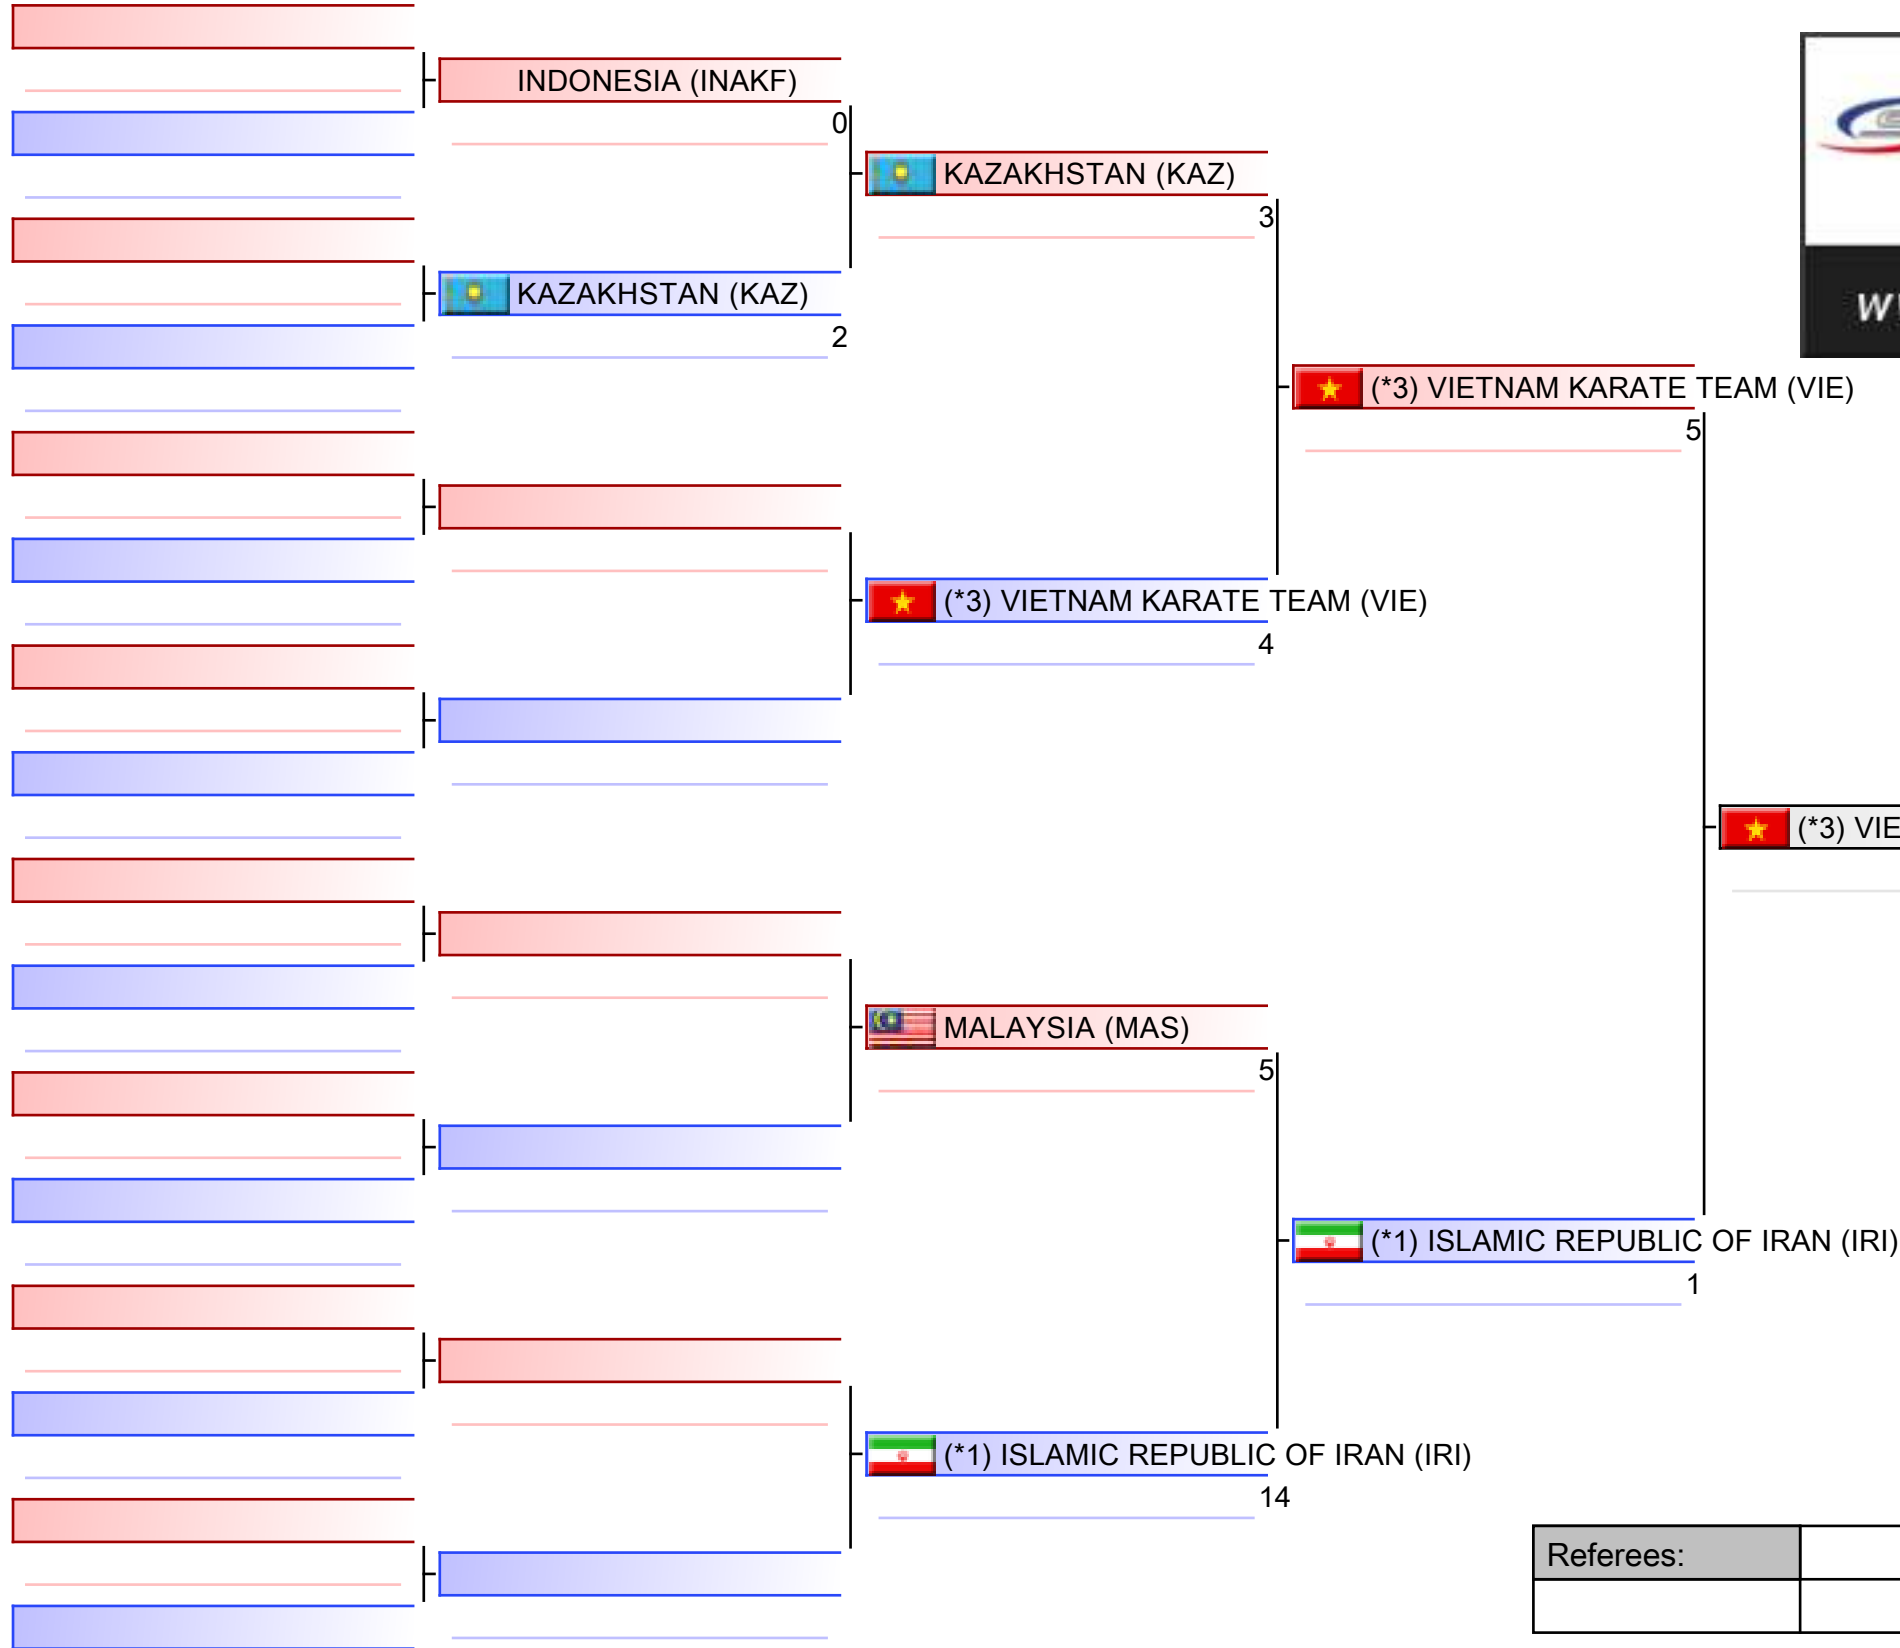 INDONESIA (INAKF)
0
KAZAKHSTAN (KAZ)
3
KAZAKHSTAN (KAZ)
2
(*3) VIETNAM KARATE TEAM (VIE)
5
(*3) VIETNAM KARATE TEAM (VIE)
4
(*3) VIE
MALAYSIA (MAS)
5
(*1) ISLAMIC REPUBLIC OF IRAN (IRI)
1
(*1) ISLAMIC REPUBLIC OF IRAN (IRI)
14
Referees: